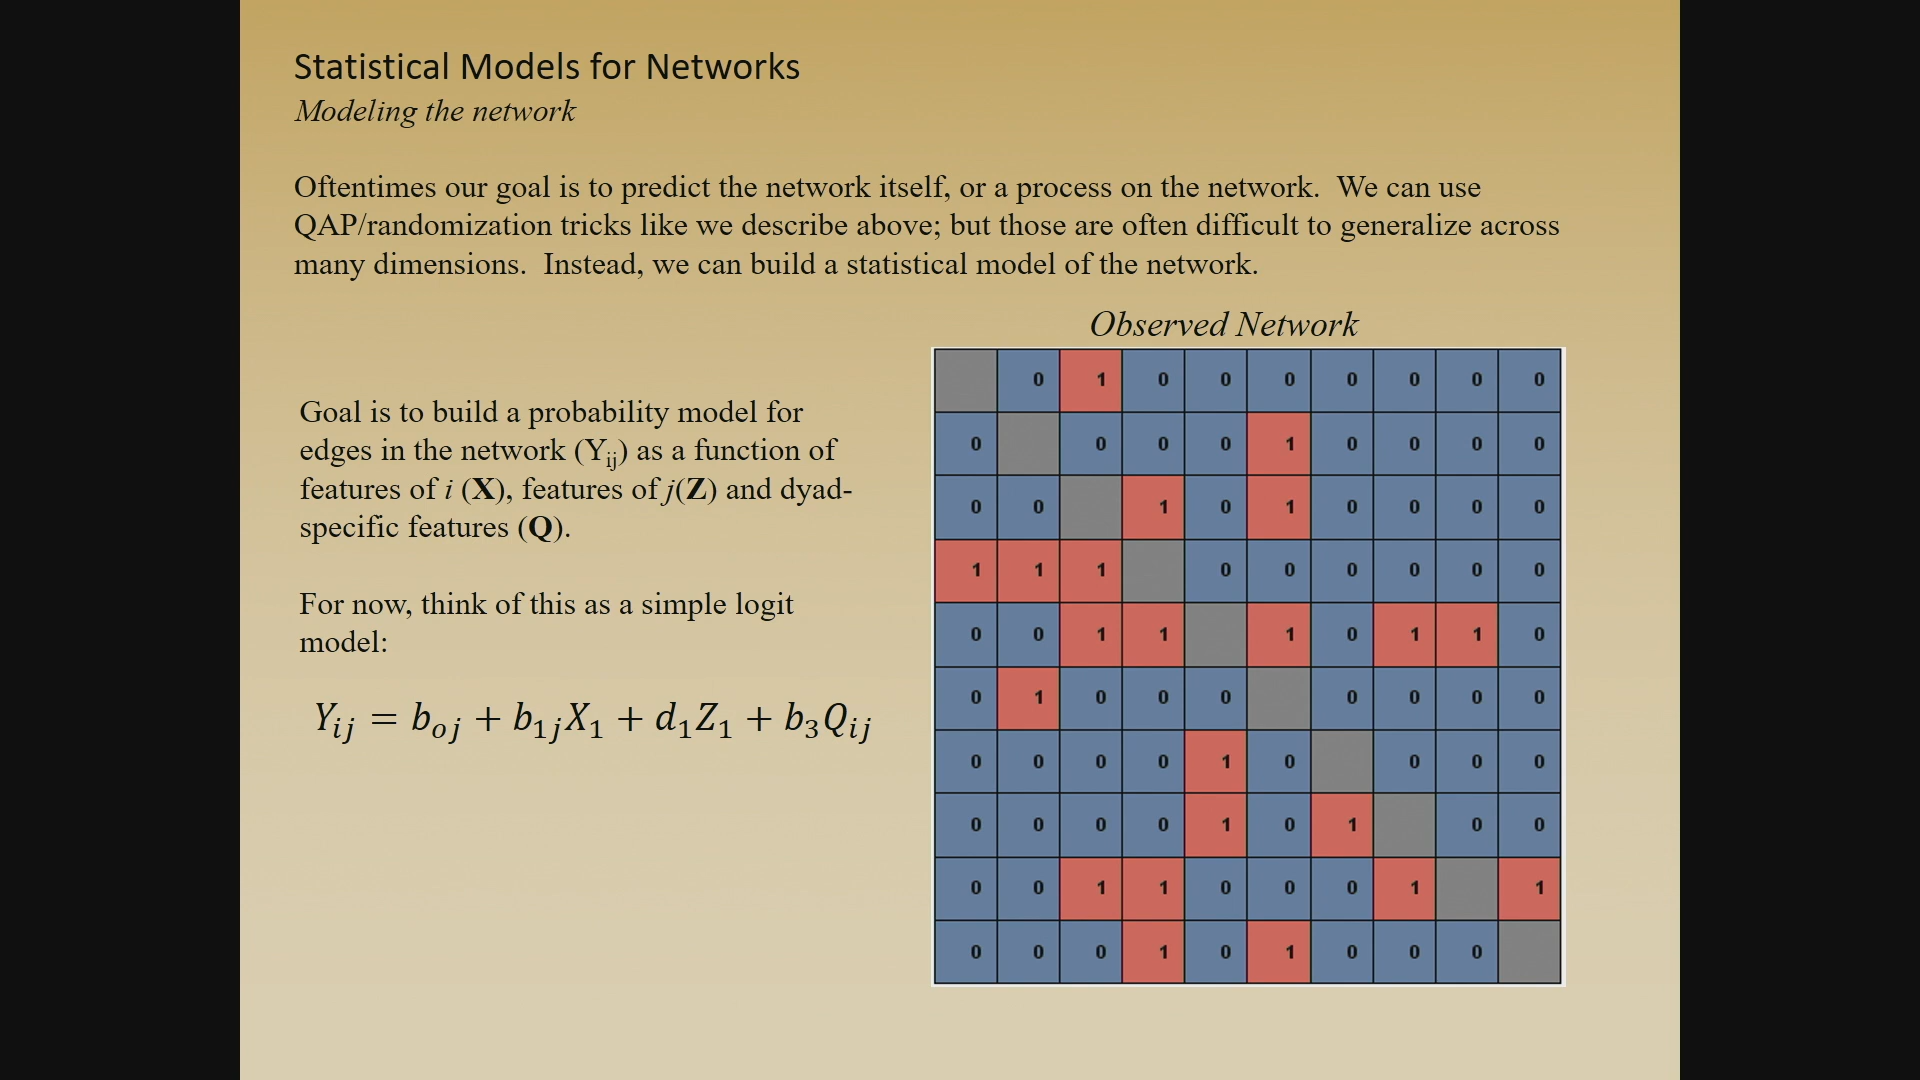 Statistical Models for Networks
Modeling the network
Oftentimes our goal is to predict the network itself, or a process on the network.  We can use
QAP/randomization tricks like we describe above; but those are often difficult to generalize across
many dimensions.  Instead, we can build a statistical model of the network.
Goal is to build a probability model for
edges in the network (Yij) as a function of
features of i (X), features of j(Z) and dyad-
specific features (Q).
For now, think of this as a simple logit
model:
Yij = boj + b1jX1 + d1Z1 + b3Qij
Observed Network
0 1 0 0 0 0 0 0 0
0 0 0 0 1 0 0 0 0
0 0 1 0 1 0 0 0 0
1 1 1 0 0 0 0 0 0
0 0 1 1 1 0 1 1 0
0 1 0 0 0 0 0 0 0
0 0 0 0 1 0 0 0 0
0 0 0 0 1 0 1 0 0
0 0 1 1 0 0 0 1 1
0 0 0 1 0 1 0 0 0